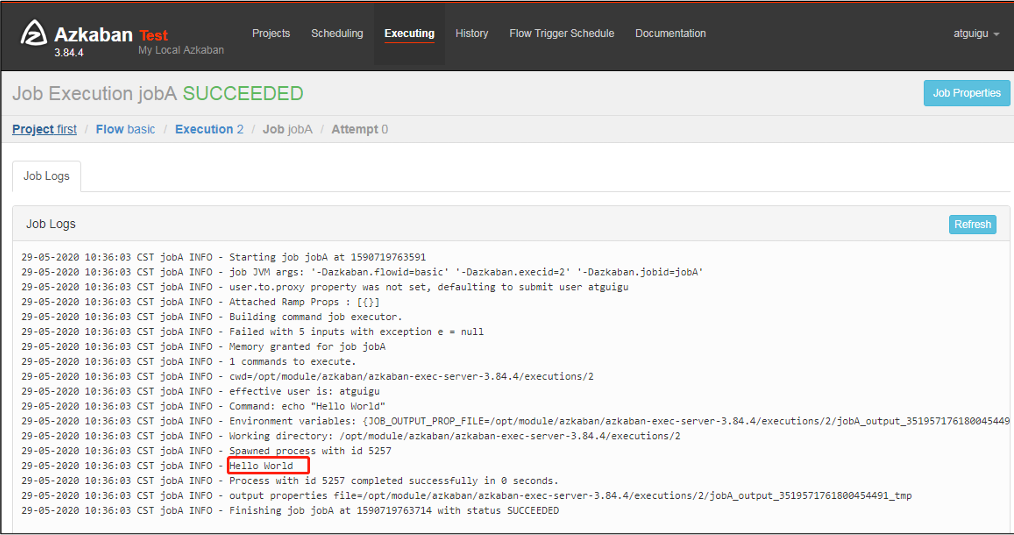 Azkaban Test
3.84.4 My Local Azkaban
Projects Scheduling Executing History Flow Trigger Schedule Documentation atguigu
Job Execution jobA SUCCEEDED
Job Properties
Project first / Flow basic / Execution 2 / Job jobA / Attempt 0
Job Logs
Job Logs
Refresh
29-05-2020 10:36:03 CST jobA INFO - Starting job jobA at 1590719763591
29-05-2020 10:36:03 CST jobA INFO - job JVM args: '-Dazkaban.flowid=basic' '-Dazkaban.execid=2' '-Dazkaban.jobid=jobA'
29-05-2020 10:36:03 CST jobA INFO - user.to.proxy property was not set, defaulting to submit user atguigu
29-05-2020 10:36:03 CST jobA INFO - Attached Ramp Props : [{}]
29-05-2020 10:36:03 CST jobA INFO - Building command job executor.
29-05-2020 10:36:03 CST jobA INFO - Failed with 5 inputs with exception e = null
29-05-2020 10:36:03 CST jobA INFO - Memory granted for job jobA
29-05-2020 10:36:03 CST jobA INFO - 1 commands to execute.
29-05-2020 10:36:03 CST jobA INFO - cwd=/opt/module/azkaban/azkaban-exec-server-3.84.4/executions/2
29-05-2020 10:36:03 CST jobA INFO - effective user is: atguigu
29-05-2020 10:36:03 CST jobA INFO - Command: echo "Hello World"
29-05-2020 10:36:03 CST jobA INFO - Environment variables: {JOB_OUTPUT_PROP_FILE=/opt/module/azkaban/azkaban-exec-server-3.84.4/executions/2/jobA_output_351957176180045449
29-05-2020 10:36:03 CST jobA INFO - Working directory: /opt/module/azkaban/azkaban-exec-server-3.84.4/executions/2
29-05-2020 10:36:03 CST jobA INFO - Spawned process with id 5257
29-05-2020 10:36:03 CST jobA INFO - Hello World
29-05-2020 10:36:03 CST jobA INFO - Process with id 5257 completed successfully in 0 seconds.
29-05-2020 10:36:03 CST jobA INFO - output properties file=/opt/module/azkaban/azkaban-exec-server-3.84.4/executions/2/jobA_output_3519571761800454491_tmp
29-05-2020 10:36:03 CST jobA INFO - Finishing job jobA at 1590719763714 with status SUCCEEDED